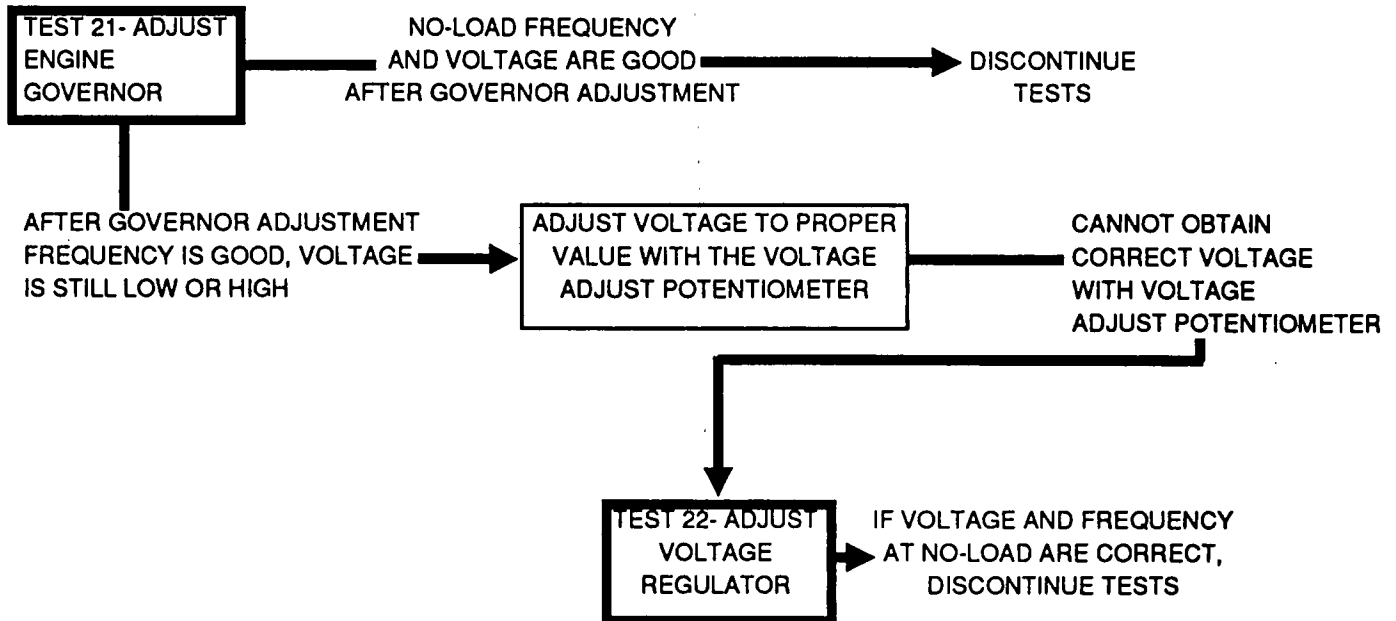 TEST 21- ADJUST
ENGINE
GOVERNOR
NO-LOAD FREQUENCY
AND VOLTAGE ARE GOOD
AFTER GOVERNOR ADJUSTMENT
DISCONTINUE
TESTS
AFTER GOVERNOR ADJUSTMENT
FREQUENCY IS GOOD, VOLTAGE
IS STILL LOW OR HIGH
ADJUST VOLTAGE TO PROPER
VALUE WITH THE VOLTAGE
ADJUST POTENTIOMETER
CANNOT OBTAIN
CORRECT VOLTAGE
WITH VOLTAGE
ADJUST POTENTIOMETER
TEST 22- ADJUST
VOLTAGE
REGULATOR
IF VOLTAGE AND FREQUENCY
AT NO-LOAD ARE CORRECT,
DISCONTINUE TESTS